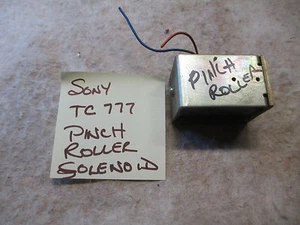 SONY
TC 777
PINCH
ROLLER
SOLENOID
PINCH
ROLLER